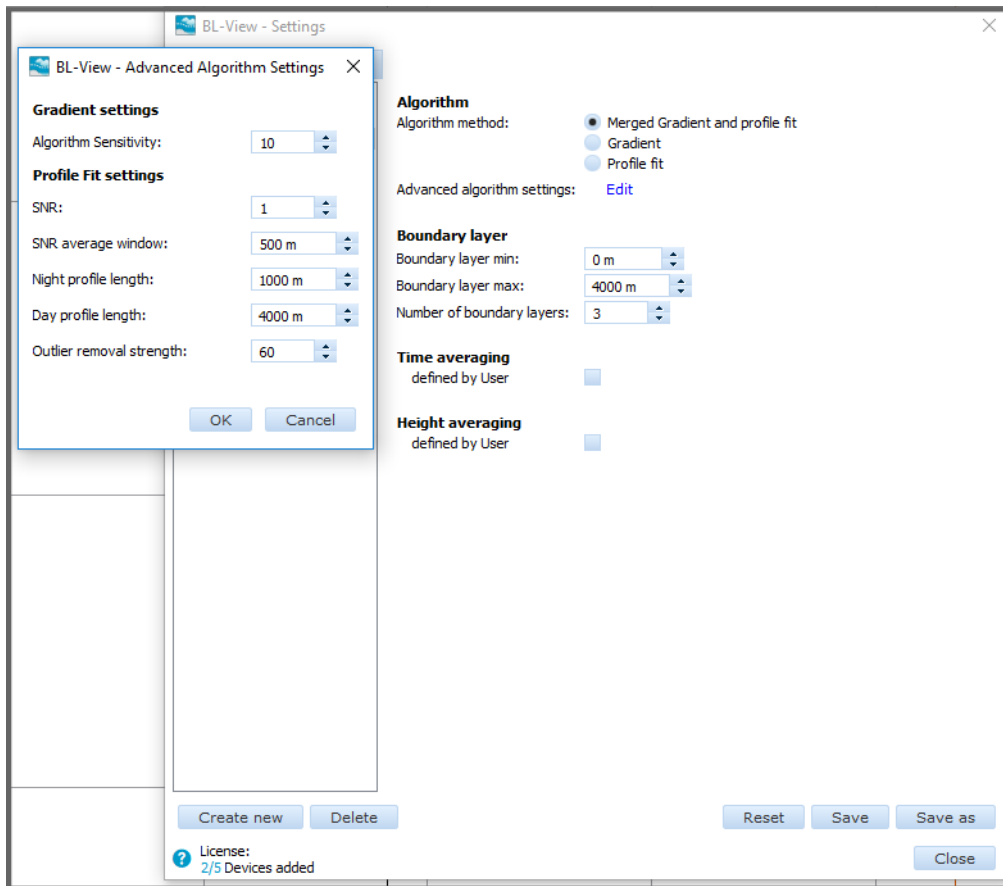 BL-View - Settings
BL-View - Advanced Algorithm Settings
Gradient settings
Algorithm Sensitivity: 10
Profile Fit settings
SNR: 1
SNR average window: 500 m
Night profile length: 1000 m
Day profile length: 4000 m
Outlier removal strength: 60
OK Cancel
Algorithm
Algorithm method: Merged Gradient and profile fit
Gradient
Profile fit
Advanced algorithm settings: Edit
Boundary layer
Boundary layer min: 0 m
Boundary layer max: 4000 m
Number of boundary layers: 3
Time averaging
defined by User
Height averaging
defined by User
Create new Delete Reset Save Save as
License:
2/5 Devices added
Close